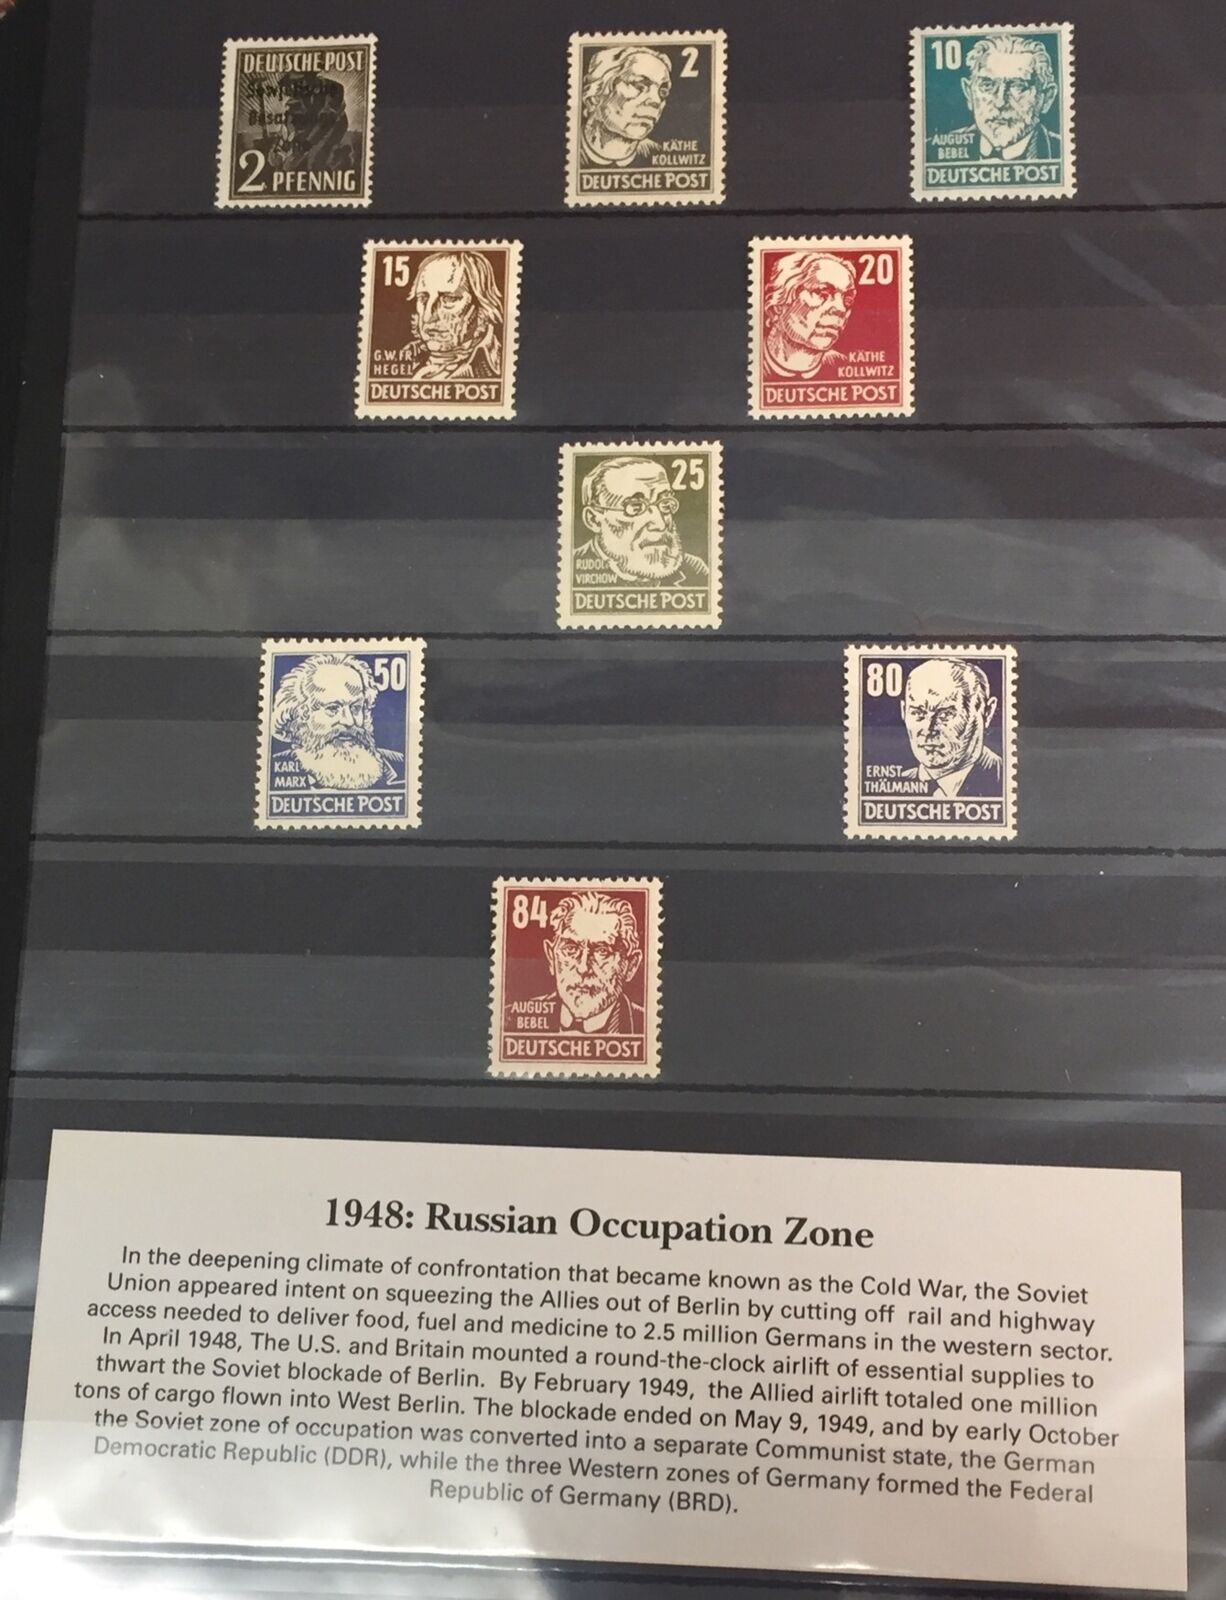 DEUTSCHE POST
Sowjetische
Besatzungs
Zone
2 PFENNIG
2
KÄTHE
KOLLWITZ
DEUTSCHE POST
10
AUGUST
BEBEL
DEUTSCHE POST
15
G.W.FR
HEGEL
DEUTSCHE POST
20
KÄTHE
KOLLWITZ
DEUTSCHE POST
25
RUDOLF
VIRCHOW
DEUTSCHE POST
50
KARL
MARX
DEUTSCHE POST
80
ERNST
THÄLMANN
DEUTSCHE POST
84
AUGUST
BEBEL
DEUTSCHE POST
1948: Russian Occupation Zone
In the deepening climate of confrontation that became known as the Cold War, the Soviet
Union appeared intent on squeezing the Allies out of Berlin by cutting off rail and highway
access needed to deliver food, fuel and medicine to 2.5 million Germans in the western sector.
In April 1948, The U.S. and Britain mounted a round-the-clock airlift of essential supplies to
thwart the Soviet blockade of Berlin. By February 1949, the Allied airlift totaled one million
tons of cargo flown into West Berlin. The blockade ended on May 9, 1949, and by early October
the Soviet zone of occupation was converted into a separate Communist state, the German
Democratic Republic (DDR), while the three Western zones of Germany formed the Federal
Republic of Germany (BRD).